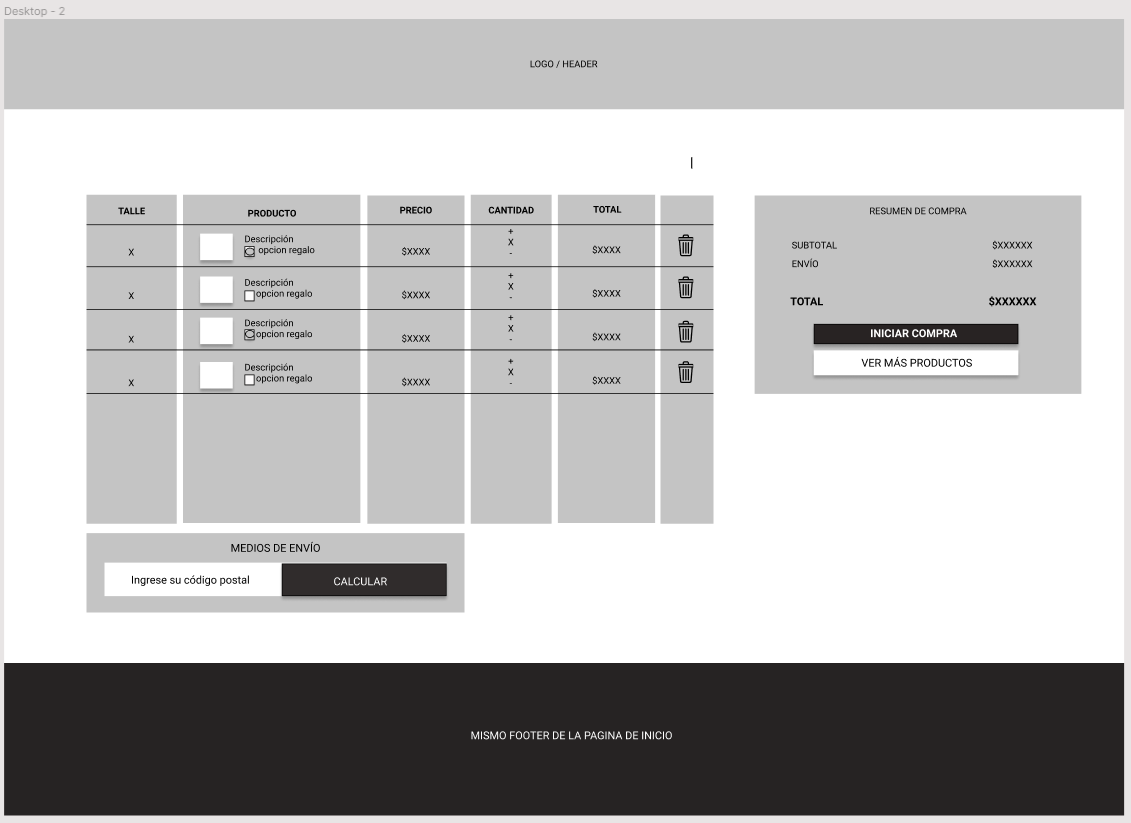 Desktop - 2
LOGO / HEADER
|
TALLE PRODUCTO PRECIO CANTIDAD TOTAL
X Descripción opcion regalo $XXXX + X - $XXXX
X Descripción opcion regalo $XXXX + X - $XXXX
X Descripción opcion regalo $XXXX + X - $XXXX
X Descripción opcion regalo $XXXX + X - $XXXX
RESUMEN DE COMPRA
SUBTOTAL $XXXXXX
ENVÍO $XXXXXX
TOTAL $XXXXXX
INICIAR COMPRA
VER MÁS PRODUCTOS
MEDIOS DE ENVÍO
Ingrese su código postal CALCULAR
MISMO FOOTER DE LA PAGINA DE INICIO